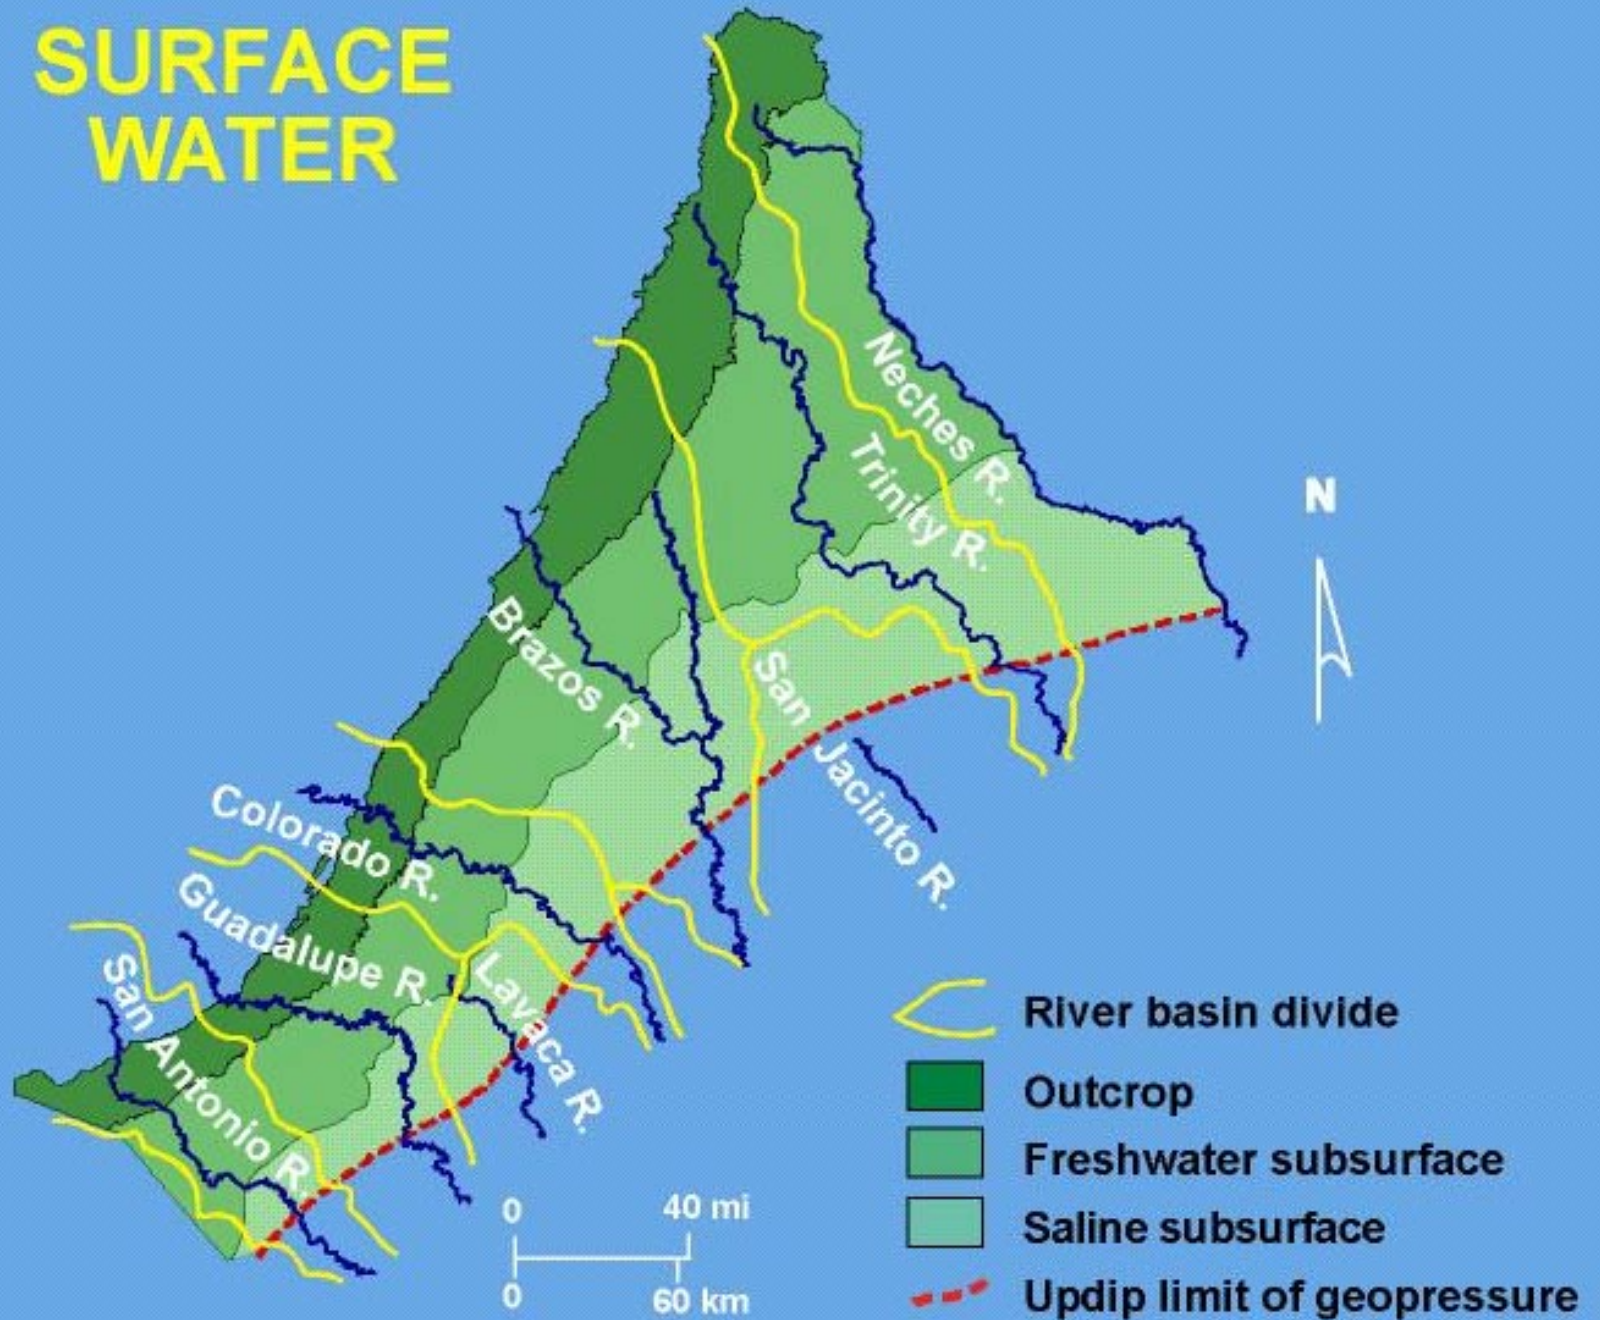 SURFACE
WATER
Neches R.
Trinity R.
N
Brazos R.
San Jacinto R.
Colorado R.
Guadalupe R.
Lavaca R.
San Antonio R.
River basin divide
Outcrop
Freshwater subsurface
Saline subsurface
Updip limit of geopressure
0 40 mi
0 60 km